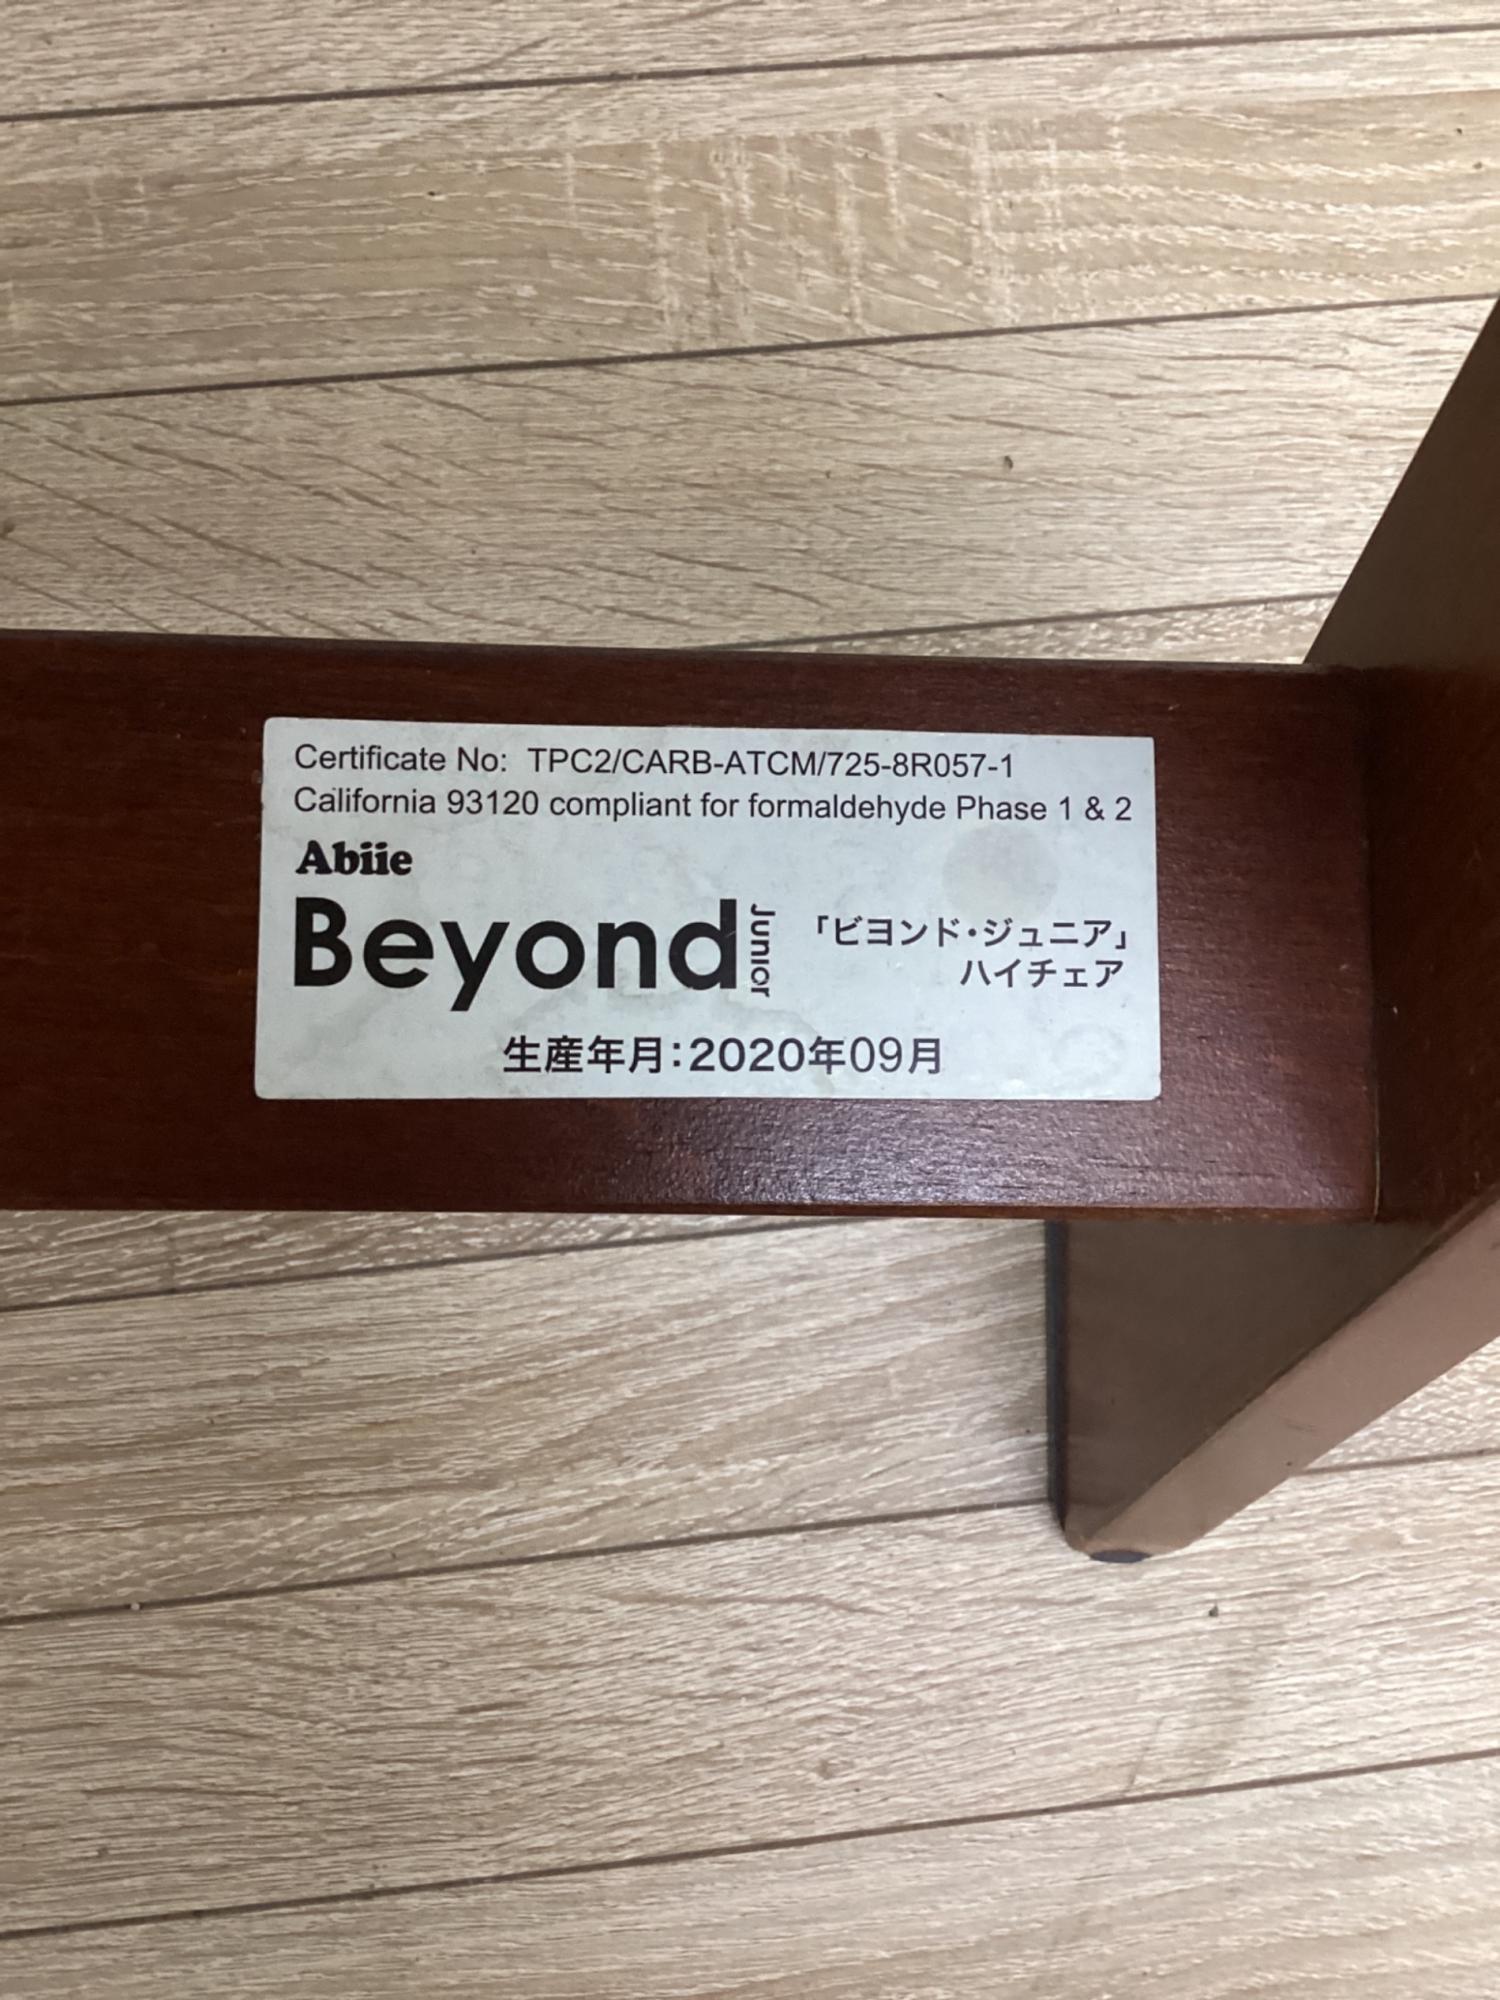 Certificate No: TPC2/CARB-ATCM/725-8R057-1
California 93120 compliant for formaldehyde Phase 1 & 2
Abiie
Beyond Junior
「ビヨンド・ジュニア」
ハイチェア
生産年月：2020年09月